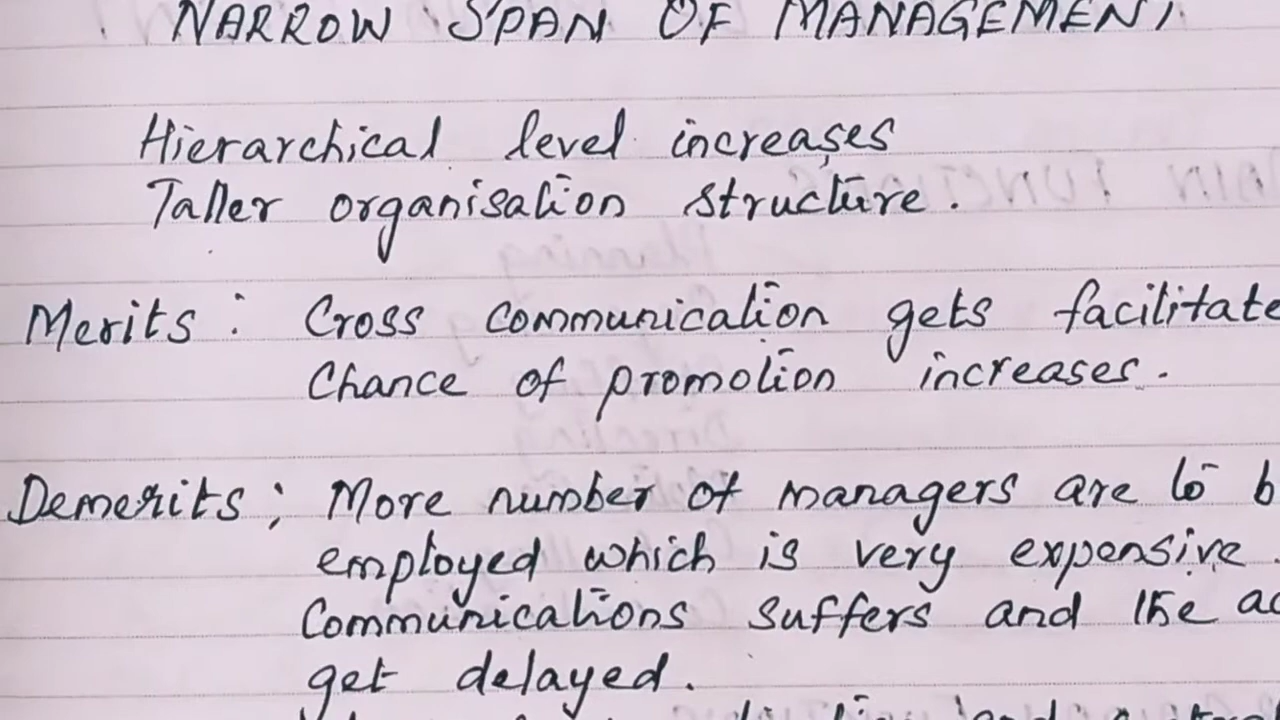 NARROW SPAN OF MANAGEMENT
Hierarchical level increases
Taller organisation structure.
Merits: Cross communication gets facilitate
Chance of promotion increases.
Demerits; More number of managers are to b
employed which is very expensive.
Communications suffers and the ac
get delayed.